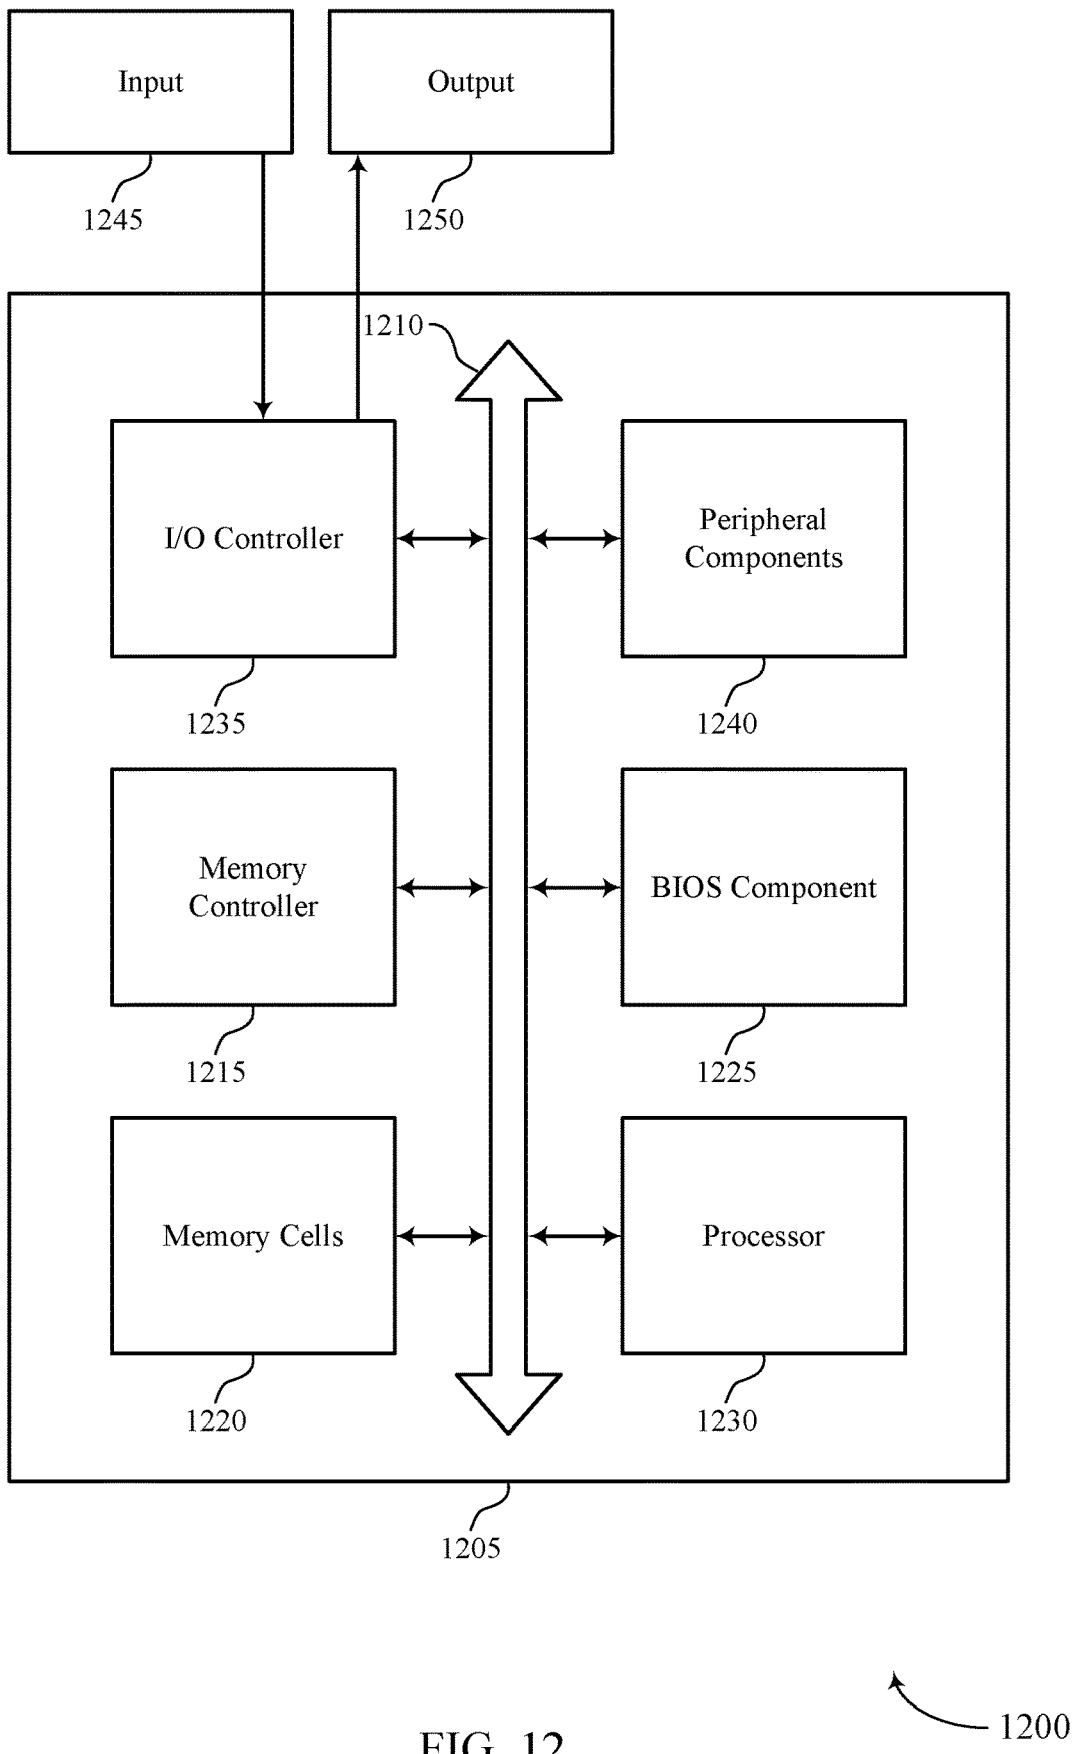 Input
Output
1245
1250
1210
I/O Controller
Peripheral
Components
1235
1240
Memory
Controller
BIOS Component
1215
1225
Memory Cells
Processor
1220
1230
1205
1200
FIG. 12